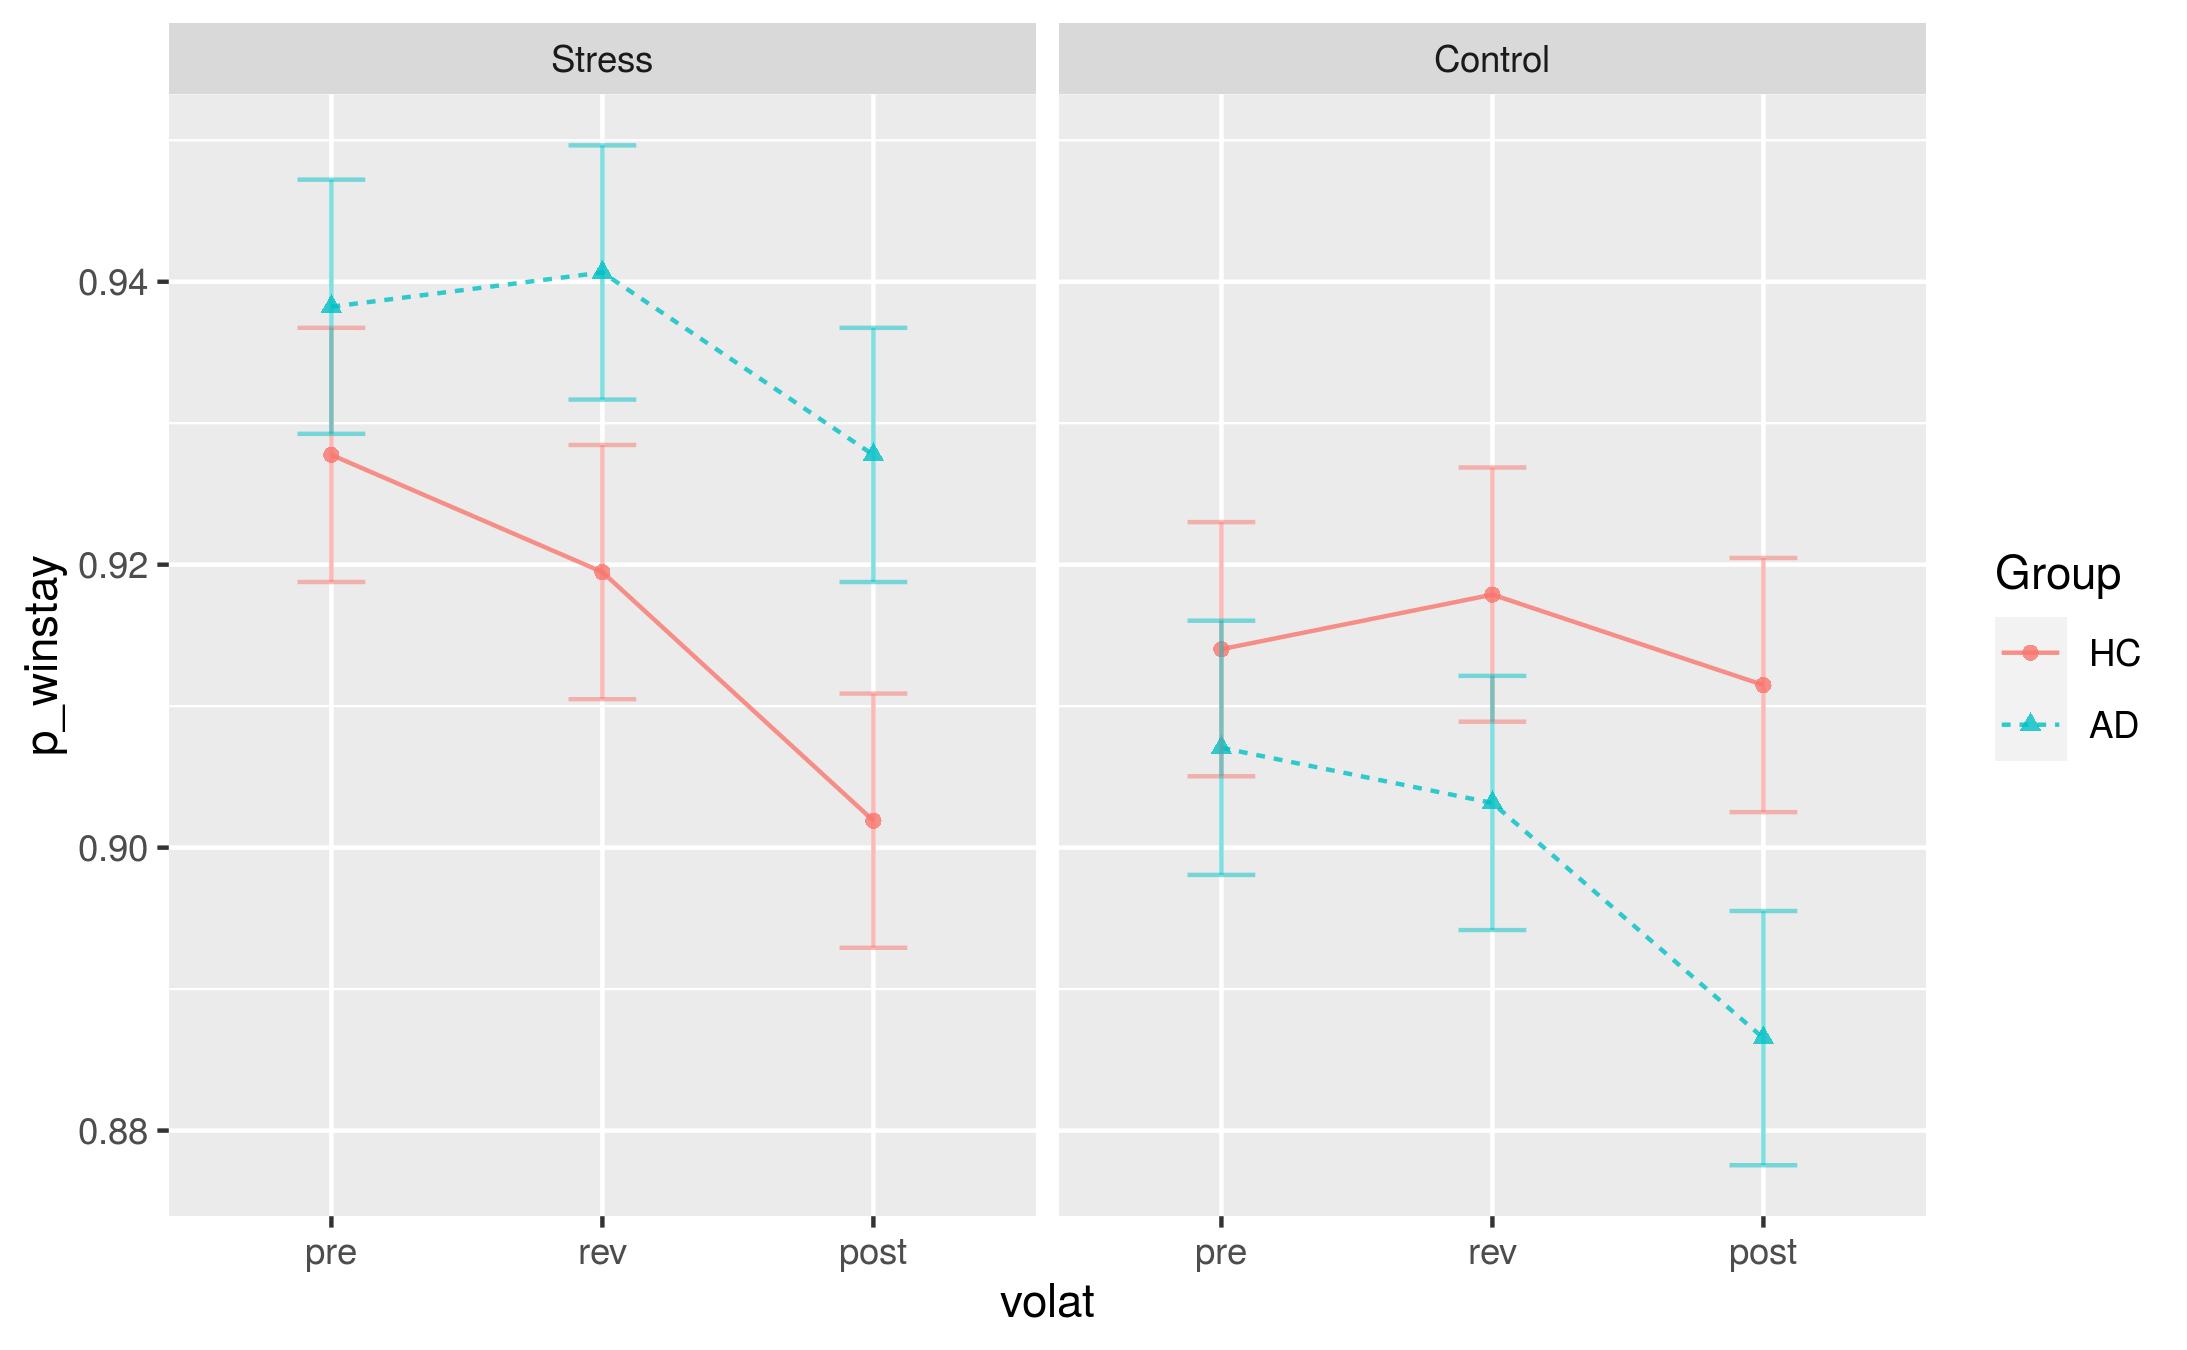 Stress
Control
p_winstay
0.94
0.92
0.90
0.88
pre
rev
post
pre
rev
post
volat
Group
HC
AD